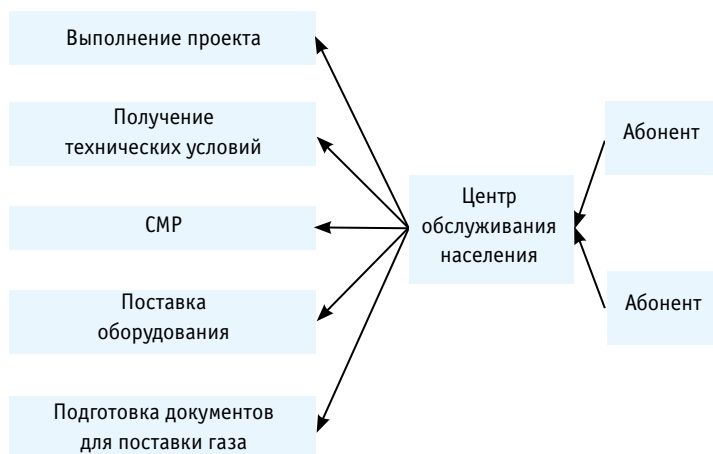 Выполнение проекта
Получение
технических условий
СМР
Поставка
оборудования
Подготовка документов
для поставки газа
Центр
обслуживания
населения
Абонент
Абонент